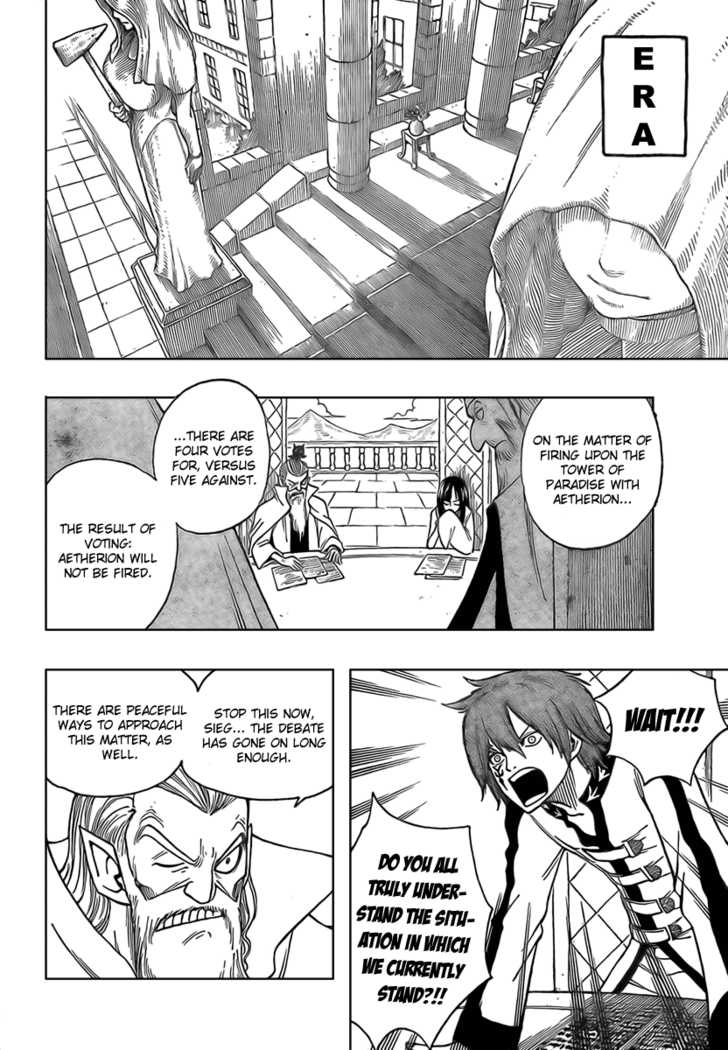 ERA
ON THE MATTER OF
FIRING UPON THE
TOWER OF
PARADISE WITH
AETHERION...
...THERE ARE
FOUR VOTES
FOR, VERSUS
FIVE AGAINST.
THE RESULT OF
VOTING:
AETHERION WILL
NOT BE FIRED.
WAIT!!!
DO YOU ALL
TRULY UNDER-
STAND THE SITU-
ATION IN WHICH
WE CURRENTLY
STAND?!!
STOP THIS NOW,
SIEG... THE DEBATE
HAS GONE ON LONG
ENOUGH.
THERE ARE PEACEFUL
WAYS TO APPROACH
THIS MATTER, AS
WELL.